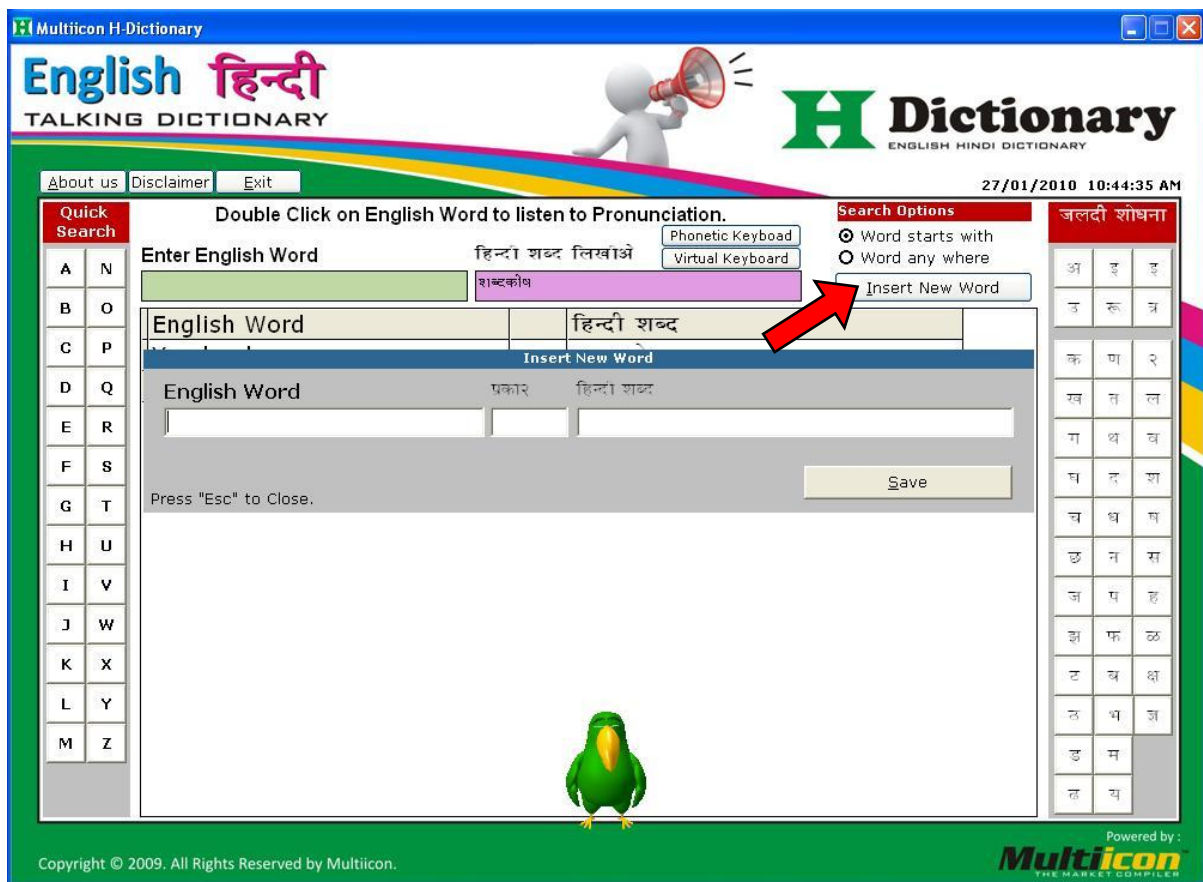 Multiicon H-Dictionary
English हिन्दी
TALKING DICTIONARY
H Dictionary
ENGLISH HINDI DICTIONARY
About us Disclaimer Exit
27/01/2010 10:44:35 AM
Quick Search
Double Click on English Word to listen to Pronunciation.
Search Options
जलदी शोधना
Enter English Word
हिन्दी शब्द लिखीओ
Phonetic Keyboad
Virtual Keyboard
Word starts with
Word any where
Insert New Word
शब्दकोष
English Word हिन्दी शब्द
Insert New Word
English Word प्रकार हिन्दी शब्द
Save
Press "Esc" to Close.
A N
B O
C P
D Q
E R
F S
G T
H U
I V
J W
K X
L Y
M Z
अ इ ई
उ रू त्र
क ण २
ख त ल
ग थ व
घ द श
च ध ष
छ न स
ज प ह
झ फ ळ
ट ब क्ष
ठ भ ज्ञ
ड म
ढ य
Copyright © 2009. All Rights Reserved by Multiicon.
Powered by :
Multiicon
THE MARKET COMPILER